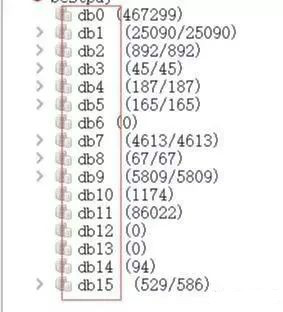 bestpay
db0 (467299)
db1 (25090/25090)
db2 (892/892)
db3 (45/45)
db4 (187/187)
db5 (165/165)
db6 (0)
db7 (4613/4613)
db8 (67/67)
db9 (5809/5809)
db10 (1174)
db11 (86022)
db12 (0)
db13 (0)
db14 (94)
db15 (529/586)